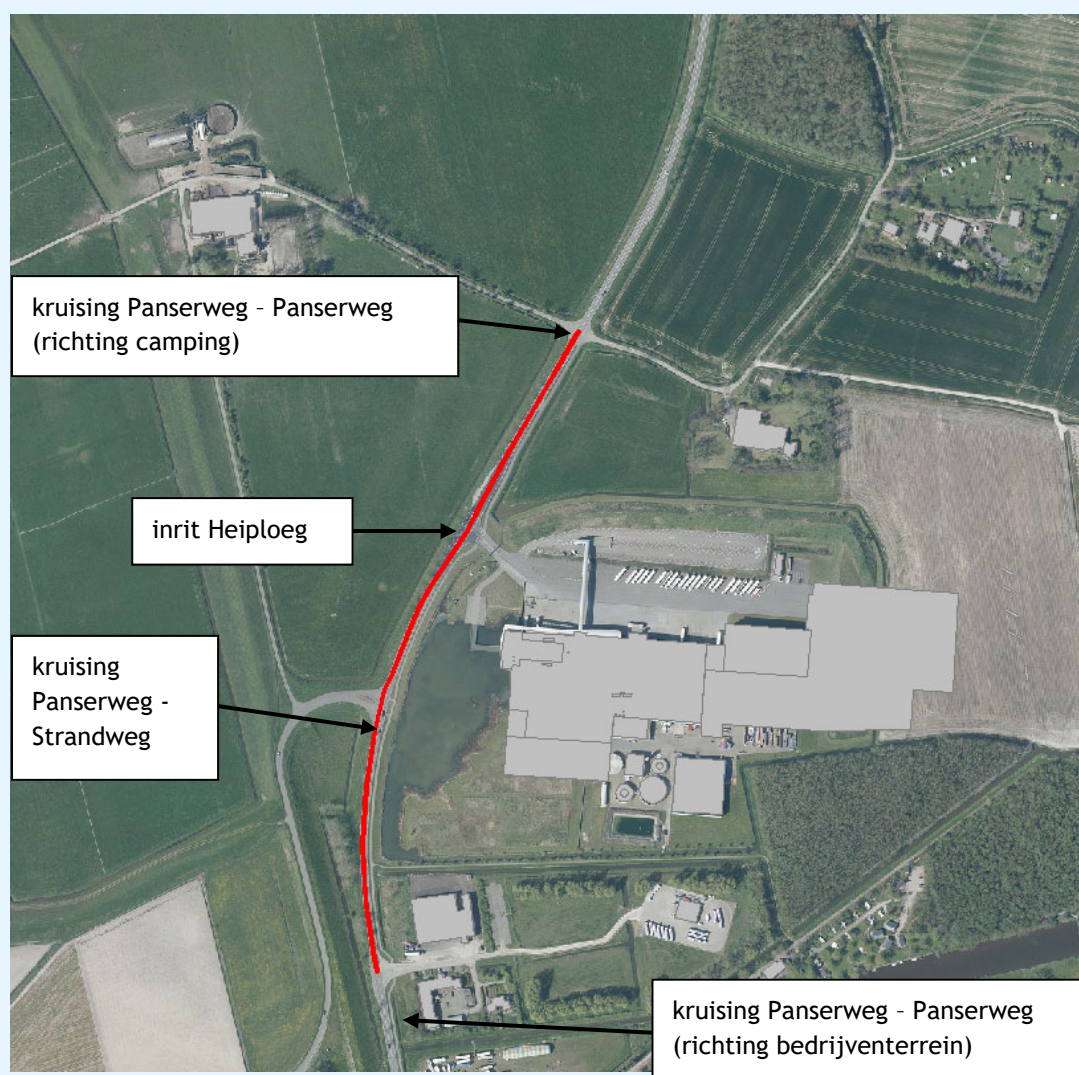 kruising Panserweg – Panserweg
(richting camping)
inrit Heiploeg
kruising
Panserweg -
Strandweg
kruising Panserweg – Panserweg
(richting bedrijventerrein)